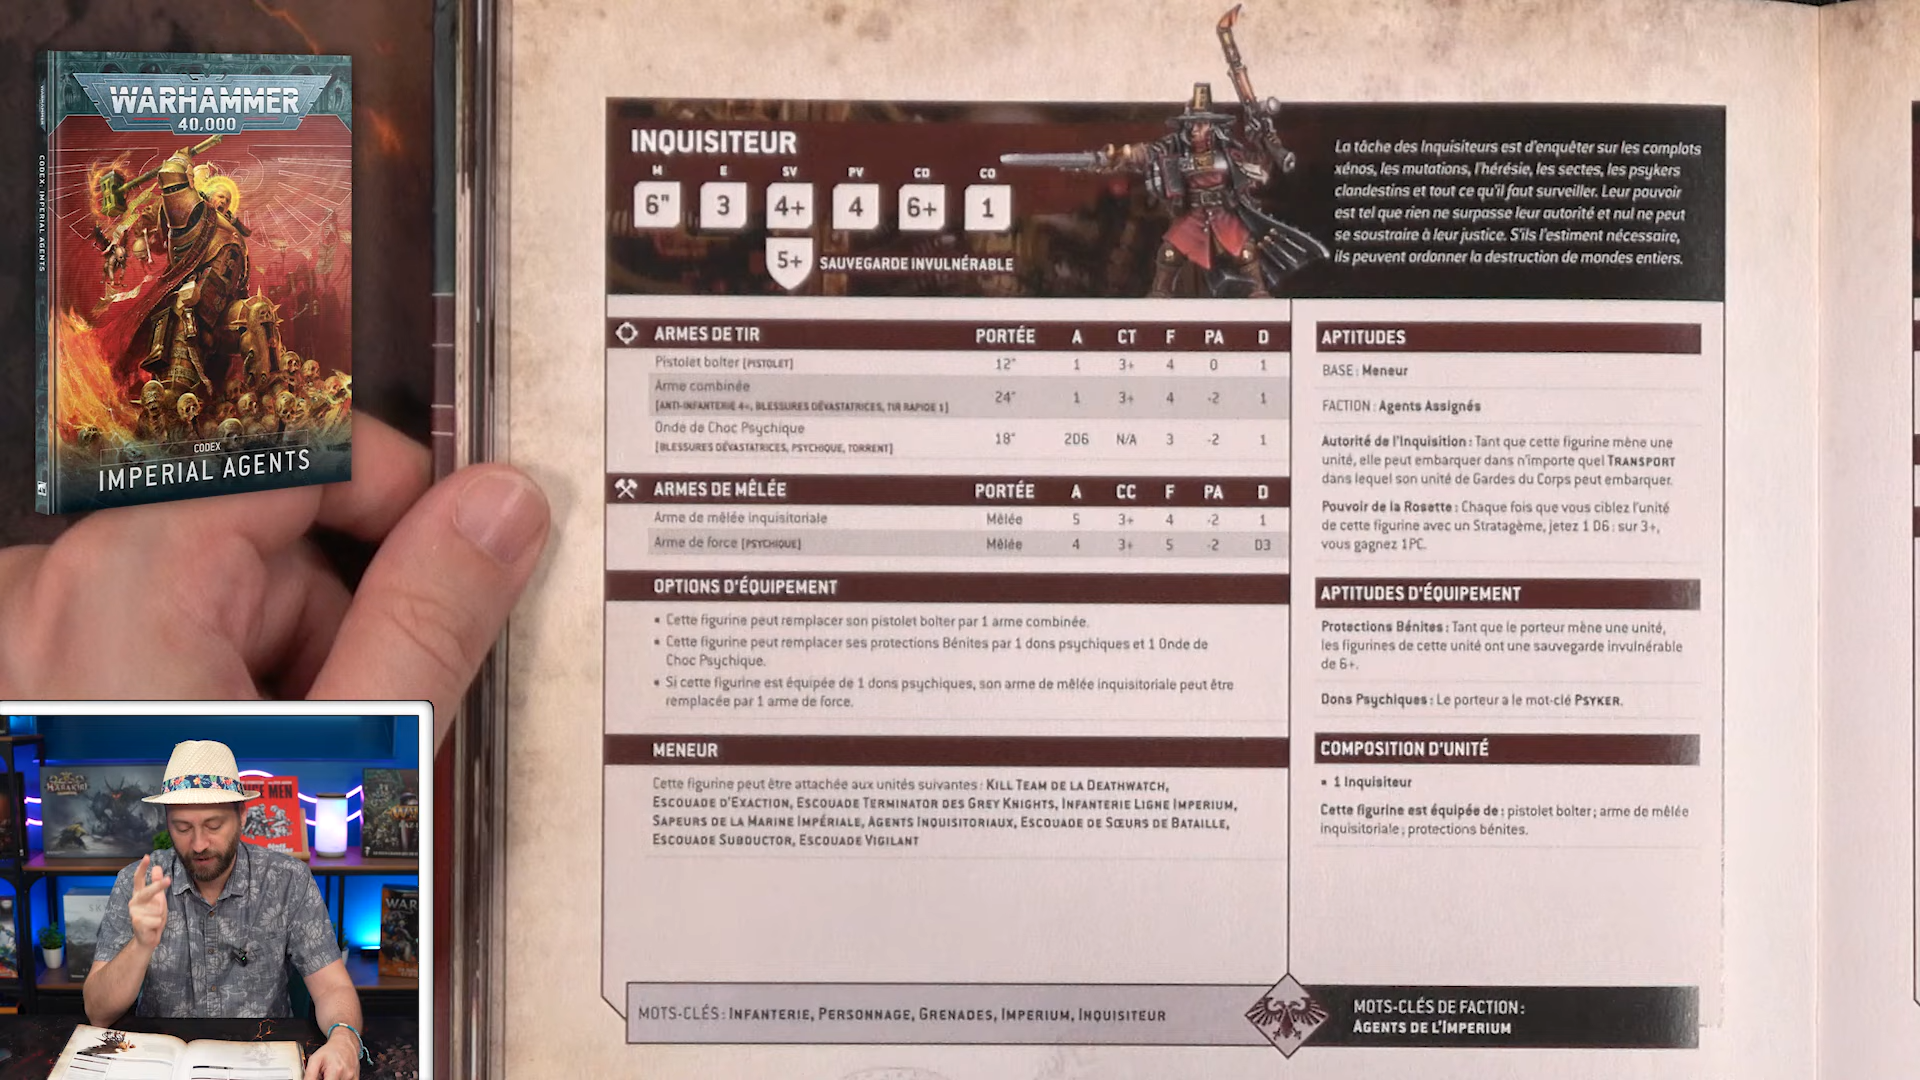 WARHAMMER
40,000
CODEX: IMPERIAL AGENTS
CODEX
IMPERIAL AGENTS
INQUISITEUR
M E SV PV CD CO
6" 3 4+ 4 6+ 1
5+ SAUVEGARDE INVULNÉRABLE
La tâche des Inquisiteurs est d'enquêter sur les complots
xénos, les mutations, l'hérésie, les sectes, les psykers
clandestins et tout ce qu'il faut surveiller. Leur pouvoir
est tel que rien ne surpasse leur autorité et nul ne peut
se soustraire à leur justice. S'ils l'estiment nécessaire,
ils peuvent ordonner la destruction de mondes entiers.
ARMES DE TIR PORTÉE A CT F PA D
Pistolet bolter [PISTOLET] 12" 1 3+ 4 0 1
Arme combinée
[ANTI-INFANTERIE 4+, BLESSURES DÉVASTATRICES, TIR RAPIDE 1] 24" 1 3+ 4 -2 1
Onde de Choc Psychique
[BLESSURES DÉVASTATRICES, PSYCHIQUE, TORRENT] 18" 2D6 N/A 3 -2 1
ARMES DE MÊLÉE PORTÉE A CC F PA D
Arme de mêlée inquisitoriale Mêlée 5 3+ 4 -2 1
Arme de force [PSYCHIQUE] Mêlée 4 3+ 5 -2 D3
OPTIONS D'ÉQUIPEMENT
▪ Cette figurine peut remplacer son pistolet bolter par 1 arme combinée.
▪ Cette figurine peut remplacer ses protections Bénites par 1 dons psychiques et 1 Onde de
Choc Psychique.
▪ Si cette figurine est équipée de 1 dons psychiques, son arme de mêlée inquisitoriale peut être
remplacée par 1 arme de force.
MENEUR
Cette figurine peut être attachée aux unités suivantes : KILL TEAM DE LA DEATHWATCH,
ESCOUADE D'EXACTION, ESCOUADE TERMINATOR DES GREY KNIGHTS, INFANTERIE LIGNE IMPERIUM,
SAPEURS DE LA MARINE IMPÉRIALE, AGENTS INQUISITORIAUX, ESCOUADE DE SŒURS DE BATAILLE,
ESCOUADE SUBDUCTOR, ESCOUADE VIGILANT
APTITUDES
BASE : Meneur
FACTION : Agents Assignés
Autorité de l'Inquisition : Tant que cette figurine mène une
unité, elle peut embarquer dans n'importe quel TRANSPORT
dans lequel son unité de Gardes du Corps peut embarquer.
Pouvoir de la Rosette : Chaque fois que vous ciblez l'unité
de cette figurine avec un Stratagème, jetez 1 D6 : sur 3+,
vous gagnez 1PC.
APTITUDES D'ÉQUIPEMENT
Protections Bénites : Tant que le porteur mène une unité,
les figurines de cette unité ont une sauvegarde invulnérable
de 6+.
Dons Psychiques : Le porteur a le mot-clé PSYKER.
COMPOSITION D'UNITÉ
▪ 1 Inquisiteur
Cette figurine est équipée de : pistolet bolter ; arme de mêlée
inquisitoriale ; protections bénites.
MOTS-CLÉS : INFANTERIE, PERSONNAGE, GRENADES, IMPERIUM, INQUISITEUR
MOTS-CLÉS DE FACTION :
AGENTS DE L'IMPERIUM